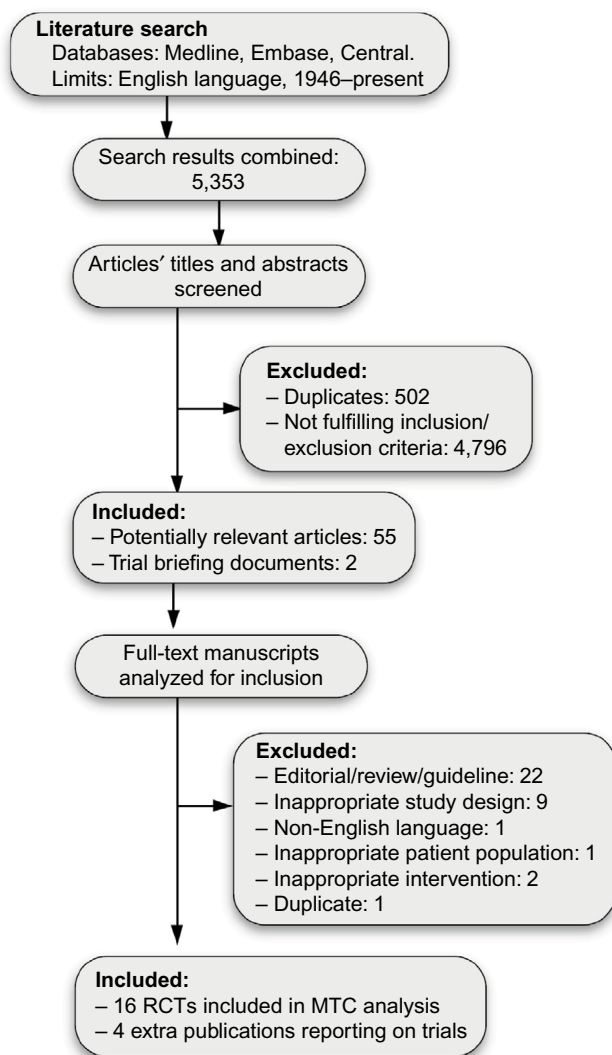 Literature search
Databases: Medline, Embase, Central.
Limits: English language, 1946–present
Search results combined:
5,353
Articles′ titles and abstracts
screened
Excluded:
– Duplicates: 502
– Not fulfilling inclusion/
exclusion criteria: 4,796
Included:
– Potentially relevant articles: 55
– Trial briefing documents: 2
Full-text manuscripts
analyzed for inclusion
Excluded:
– Editorial/review/guideline: 22
– Inappropriate study design: 9
– Non-English language: 1
– Inappropriate patient population: 1
– Inappropriate intervention: 2
– Duplicate: 1
Included:
– 16 RCTs included in MTC analysis
– 4 extra publications reporting on trials